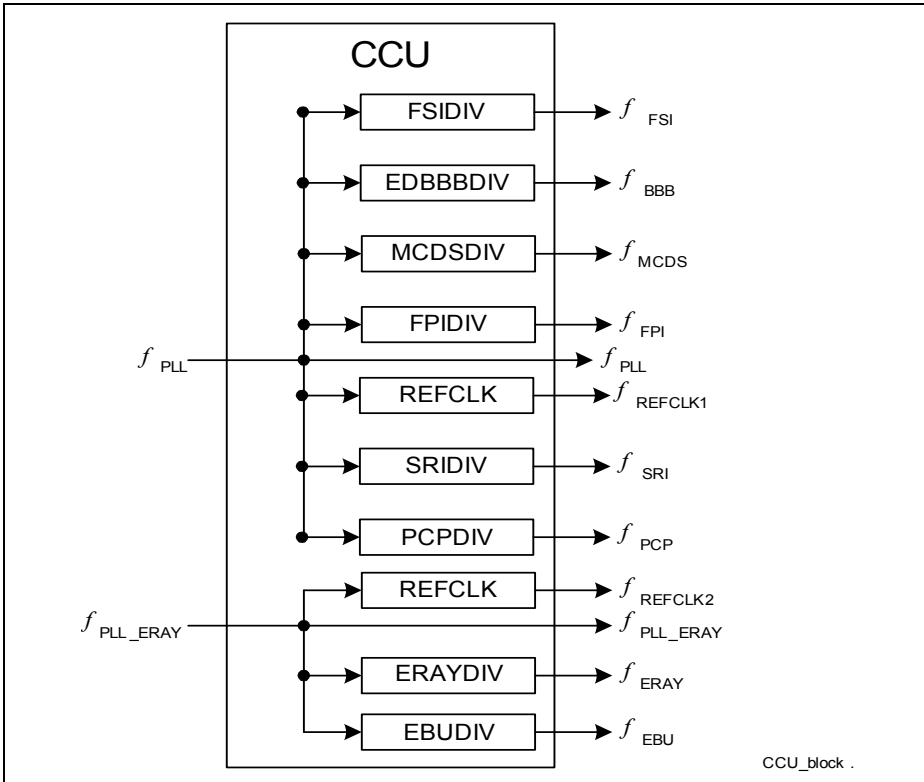 CCU
FSIDIV f FSI
EDBBBDIV f BBB
MCDSDIV f MCDS
FPIDIV f FPI
f PLL f PLL
REFCLK f REFCLK1
SRIDIV f SRI
PCPDIV f PCP
REFCLK f REFCLK2
f PLL_ERAY f PLL_ERAY
ERAYDIV f ERAY
EBUDIV f EBU
CCU_block .